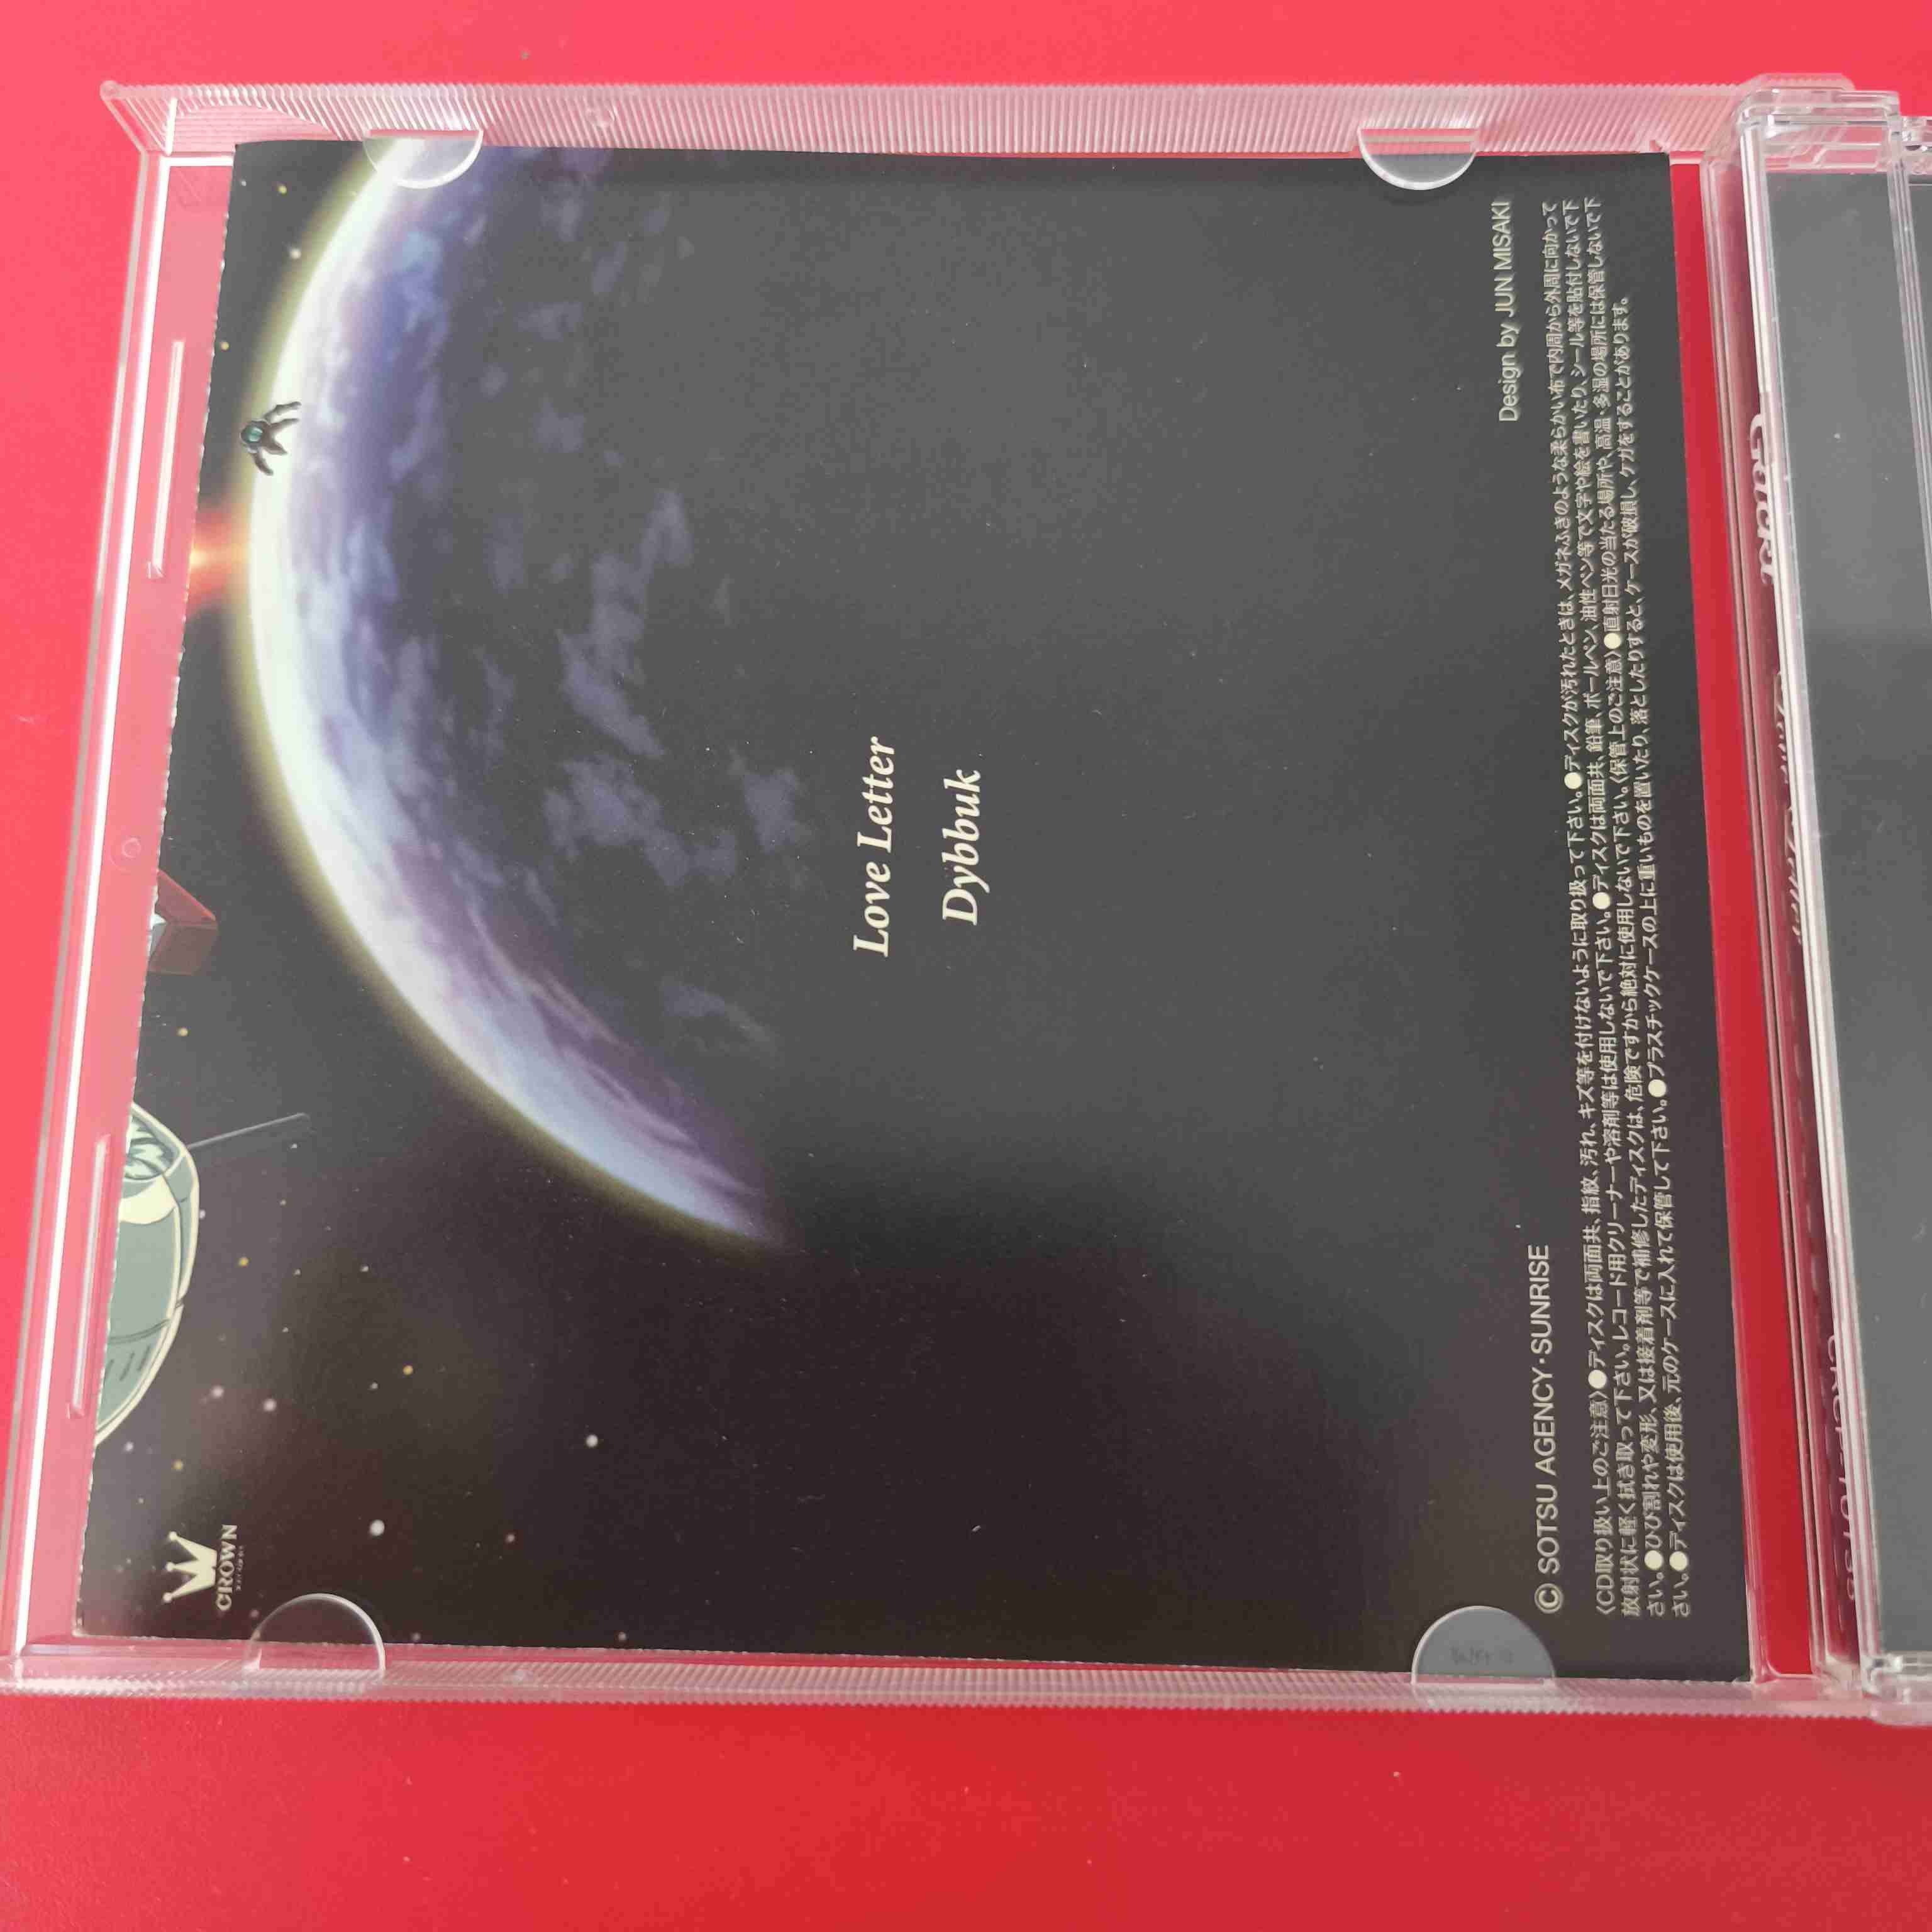 CROWN
Love Letter
Dybbuk
Design by JUN MISAKI
© SOTSU AGENCY・SUNRISE
〈CD取り扱い上のご注意〉●ディスクは両面共、指紋、汚れ、キズ等を付けないように取り扱って下さい。●ディスクが汚れたときは、メガネふきのような柔らかい布で内周から外周に向かって
放射状に軽く拭き取って下さい。レコード用クリーナーや溶剤等は使用しないで下さい。●ディスクは両面共、鉛筆、ボールペン、油性ペン等で文字や絵を書いたり、シール等を貼付しないで下
さい。●ひび割れや変形、又は接着剤等で補修したディスクは、危険ですから絶対に使用しないで下さい。〈保管上のご注意〉●直射日光の当たる場所や、高温・多湿の場所には保管しないで下
さい。●ディスクは使用後、元のケースに入れて保管して下さい。●プラスチックケースの上に重いものを置いたり、落としたりすると、ケースが破損し、ケガをすることがあります。
Gackt